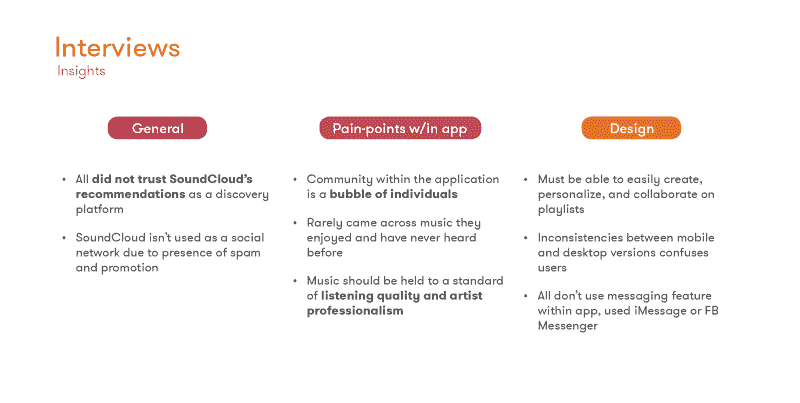 Interviews
Insights
General
• All did not trust SoundCloud's
recommendations as a discovery
platform
• SoundCloud isn't used as a social
network due to presence of spam
and promotion
Pain-points w/in app
• Community within the application
is a bubble of individuals
• Rarely came across music they
enjoyed and have never heard
before
• Music should be held to a standard
of listening quality and artist
professionalism
Design
• Must be able to easily create,
personalize, and collaborate on
playlists
• Inconsistencies between mobile
and desktop versions confuses
users
• All don't use messaging feature
within app, used iMessage or FB
Messenger